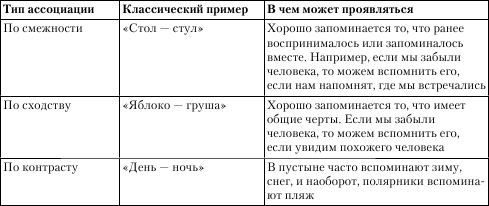 Тип ассоциации Классический пример В чем может проявляться
По смежности «Стол — стул» Хорошо запоминается то, что ранее
воспринималось или запоминалось
вместе. Например, если мы забыли
человека, то можем вспомнить его,
если нам напомнят, где мы встречались
По сходству «Яблоко — груша» Хорошо запоминается то, что имеет
общие черты. Если мы забыли
человека, то можем вспомнить его,
если увидим похожего человека
По контрасту «День — ночь» В пустыне часто вспоминают зиму,
снег, и наоборот, полярники вспомина-
ют пляж